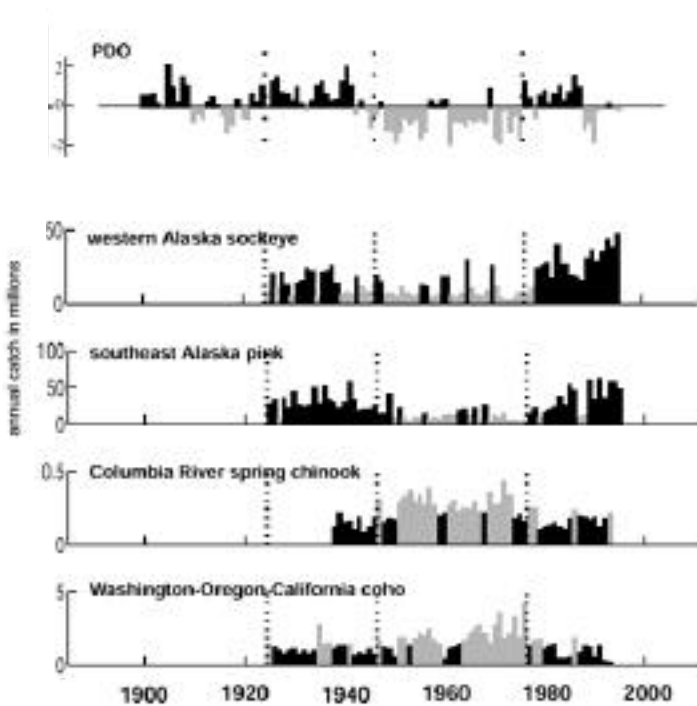 PDO
2
0
-2
western Alaska sockeye
50
0
southeast Alaska pink
100
50
0
annual catch in millions
Columbia River spring chinook
0.5
0
Washington-Oregon-California coho
5
0
1900 1920 1940 1960 1980 2000